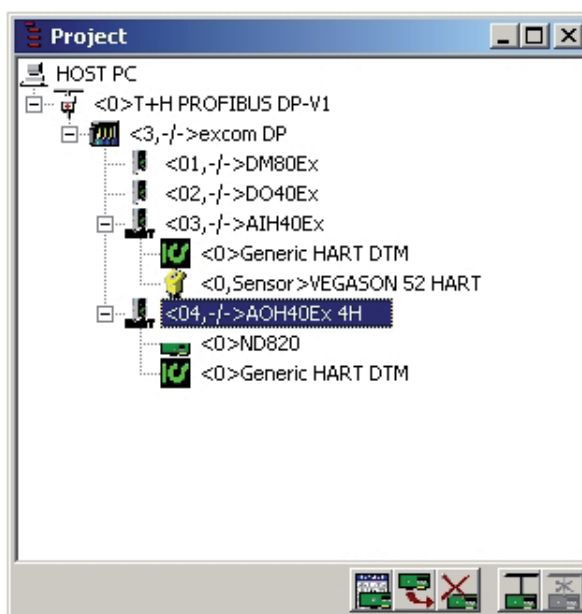 Project
HOST PC
<0>T+H PROFIBUS DP-V1
<3,-/->excom DP
<01,-/->DM80Ex
<02,-/->DO40Ex
<03,-/->AIH40Ex
<0>Generic HART DTM
<0,Sensor>VEGASON 52 HART
<04,-/->AOH40Ex 4H
<0>ND820
<0>Generic HART DTM